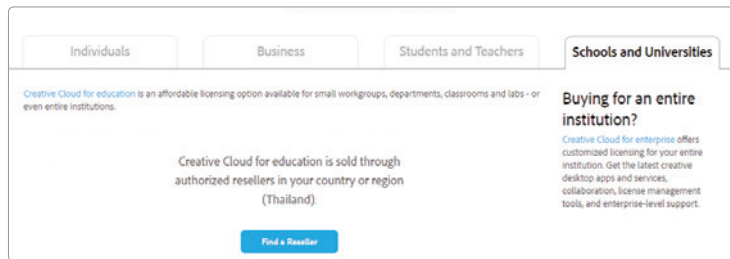 Individuals
Business
Students and Teachers
Schools and Universities
Creative Cloud for education is an affordable licensing option available for small workgroups, departments, classrooms and labs - or
even entire institutions.
Creative Cloud for education is sold through
authorized resellers in your country or region
(Thailand).
Find a Reseller
Buying for an entire
institution?
Creative Cloud for enterprise offers
customized licensing for your entire
institution. Get the latest creative
desktop apps and services,
collaboration, license management
tools, and enterprise-level support.